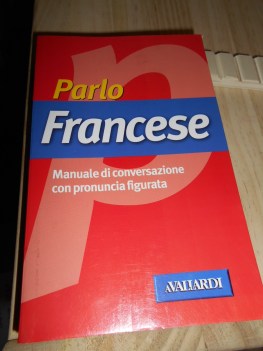 Parlo
Francese
Manuale di conversazione
con pronuncia figurata
A.VALLARDI